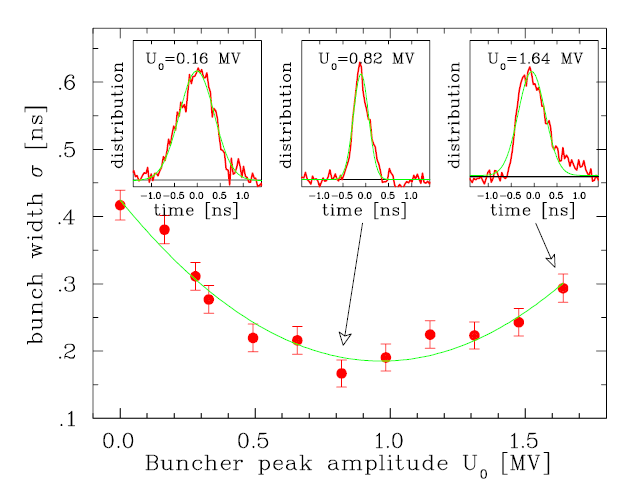 U0=0.16 MV
U0=0.82 MV
U0=1.64 MV
distribution
distribution
distribution
−1.0 −0.5 0.0 0.5 1.0
−1.0 −0.5 0.0 0.5 1.0
−1.0 −0.5 0.0 0.5 1.0
time [ns]
time [ns]
time [ns]
bunch width σ [ns]
.6
.5
.4
.3
.2
.1
0.0 0.5 1.0 1.5
Buncher peak amplitude U0 [MV]